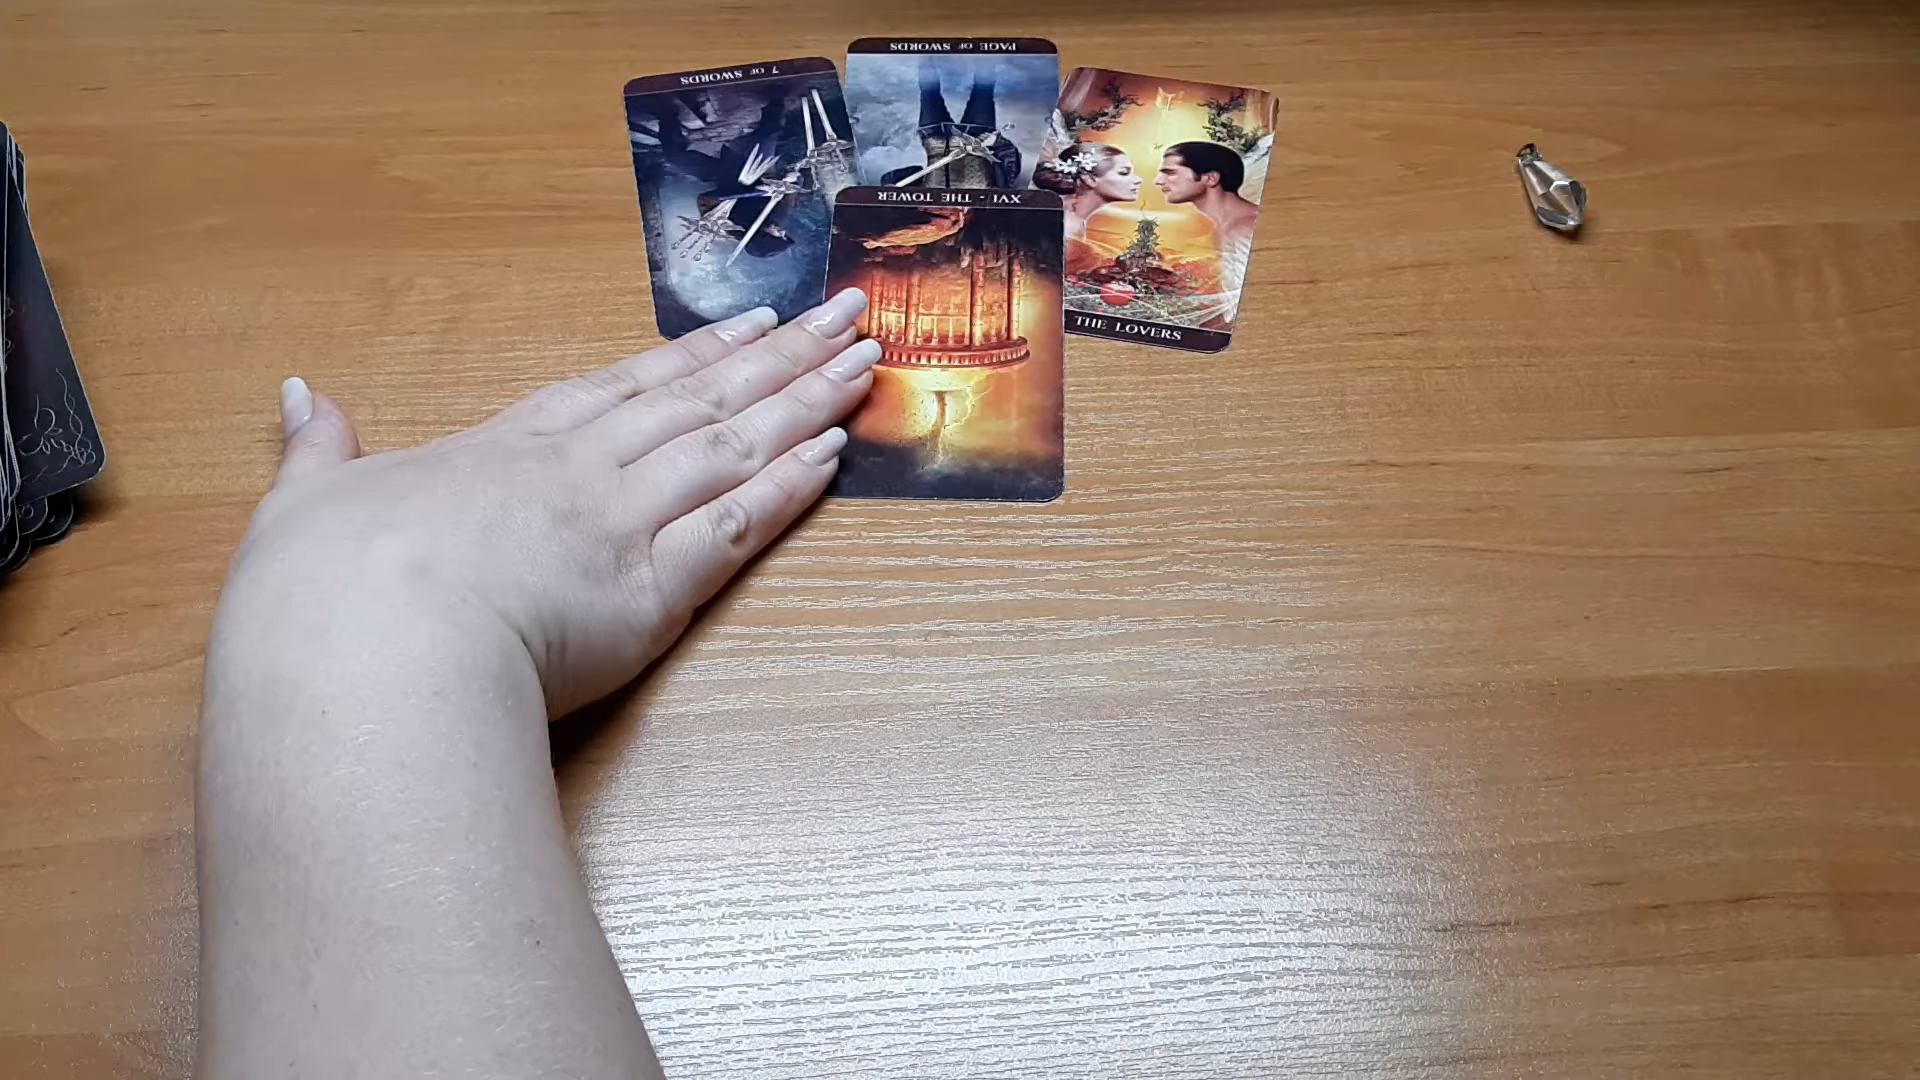 7 OF SWORDS
PAGE OF SWORDS
XVI - THE TOWER
THE LOVERS